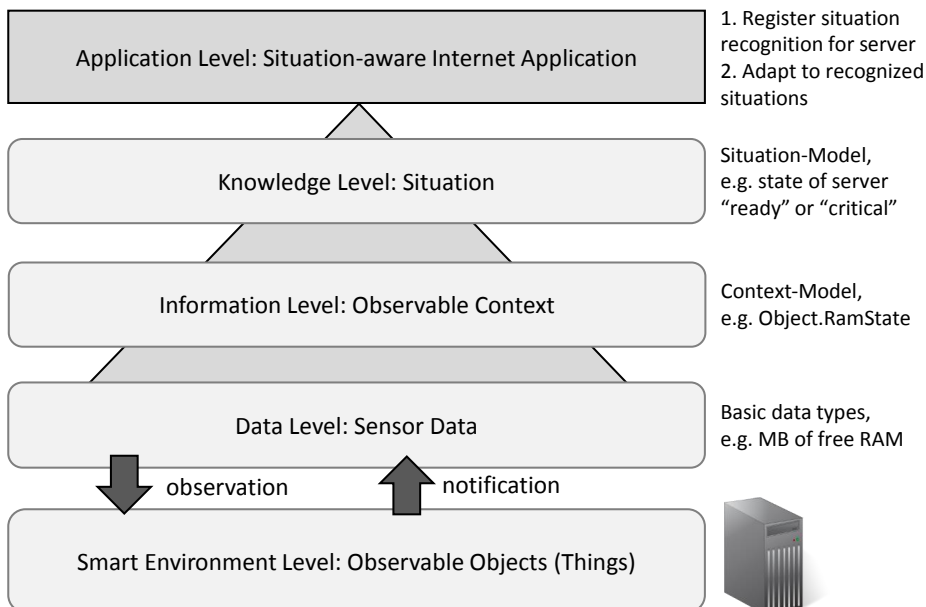 Application Level: Situation-aware Internet Application
1. Register situation
recognition for server
2. Adapt to recognized
situations
Knowledge Level: Situation
Situation-Model,
e.g. state of server
“ready” or “critical”
Information Level: Observable Context
Context-Model,
e.g. Object.RamState
Data Level: Sensor Data
Basic data types,
e.g. MB of free RAM
observation
notification
Smart Environment Level: Observable Objects (Things)